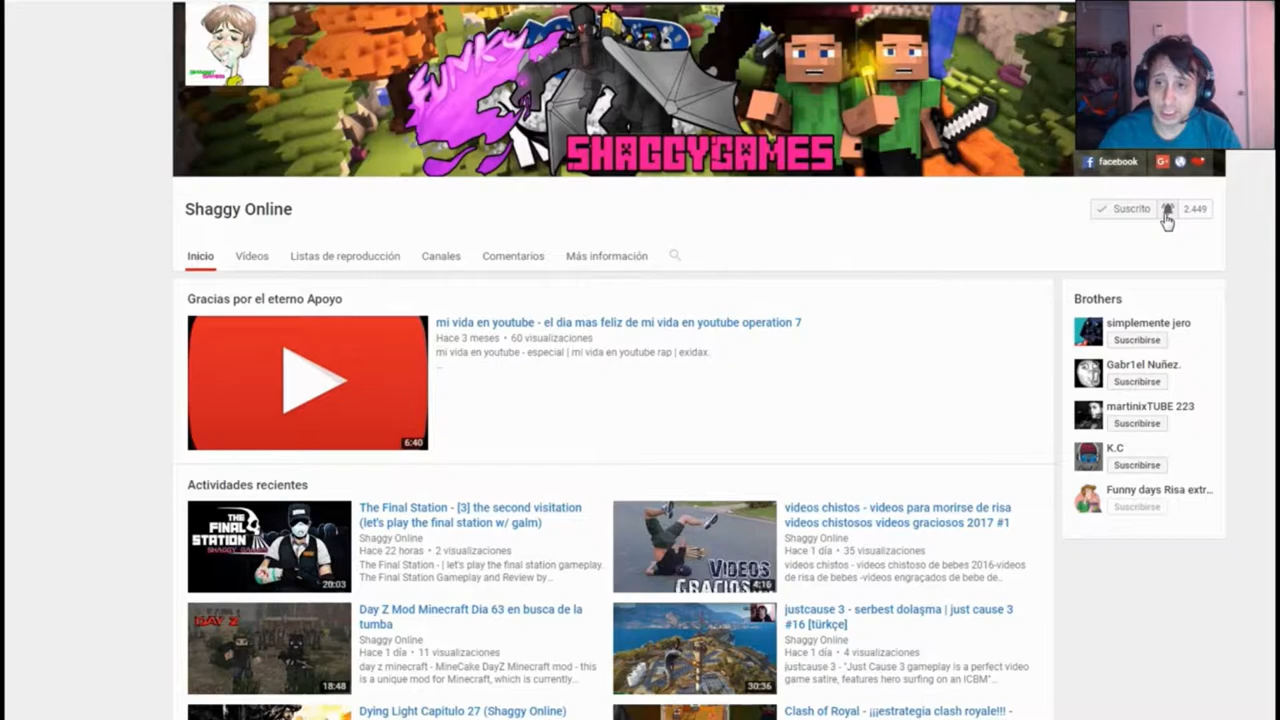 SHAGGYGAMES
facebook
Shaggy Online
Suscrito 2.449
Inicio Vídeos Listas de reproducción Canales Comentarios Más información
Gracias por el eterno Apoyo
mi vida en youtube - el dia mas feliz de mi vida en youtube operation 7
Hace 3 meses • 60 visualizaciones
mi vida en youtube - especial | mi vida en youtube rap | exidax.
...
6:40
Brothers
simplemente jero
Suscribirse
Gabr1el Nuñez.
Suscribirse
martinixTUBE 223
Suscribirse
K.C
Suscribirse
Funny days Risa extr...
Suscribirse
Actividades recientes
THE
FINAL
STATION
20:03
The Final Station - [3] the second visitation
(let's play the final station w/ galm)
Shaggy Online
Hace 22 horas • 2 visualizaciones
The Final Station - | let's play the final station gameplay.
The Final Station Gameplay and Review by...
VIDEOS
GRACIOSOS
4:16
videos chistos - videos para morirse de risa
videos chistosos videos graciosos 2017 #1
Shaggy Online
Hace 1 día • 35 visualizaciones
videos chistos - videos chistoso de bebes 2016-videos
de risa de bebes -videos engraçados de bebe de...
DAY Z
18:48
Day Z Mod Minecraft Dia 63 en busca de la
tumba
Shaggy Online
Hace 1 día • 11 visualizaciones
day z minecraft - MineCake DayZ Minecraft mod - this
is a unique mod for Minecraft, which is currently...
30:36
justcause 3 - serbest dolaşma | just cause 3
#16 [türkçe]
Shaggy Online
Hace 1 día • 4 visualizaciones
justcause 3 - "Just Cause 3 gameplay is a perfect video
game satire, features hero surfing on an ICBM"...
Dying Light Capitulo 27 (Shaggy Online)
Clash of Royal - ¡¡¡estrategia clash royale!!! -